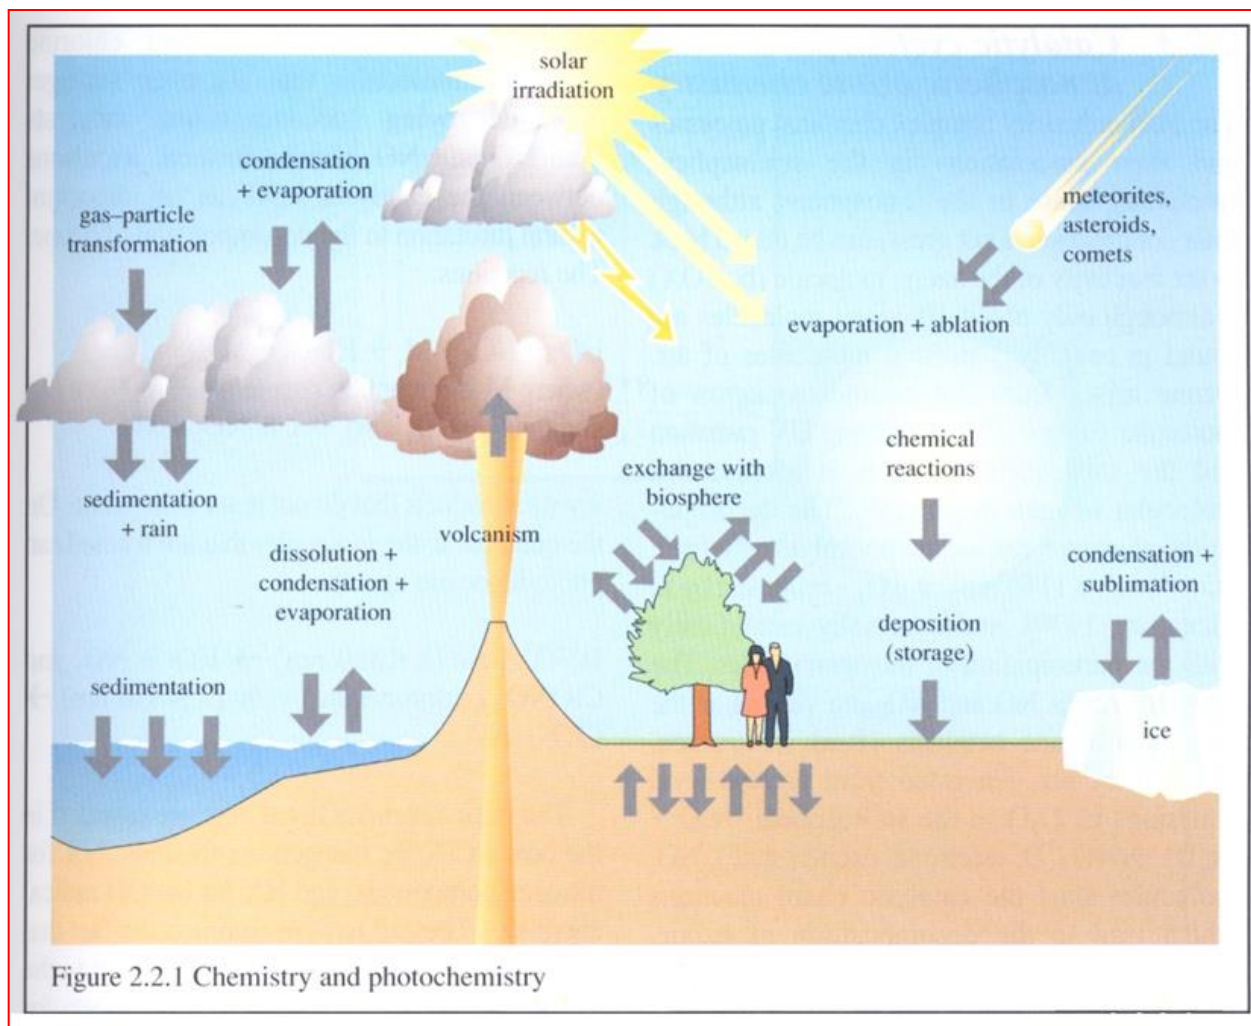 solar
irradiation
condensation
+ evaporation
gas–particle
transformation
meteorites,
asteroids,
comets
evaporation + ablation
chemical
reactions
exchange with
biosphere
sedimentation
+ rain
volcanism
dissolution +
condensation +
evaporation
condensation +
sublimation
deposition
(storage)
sedimentation
ice
Figure 2.2.1 Chemistry and photochemistry